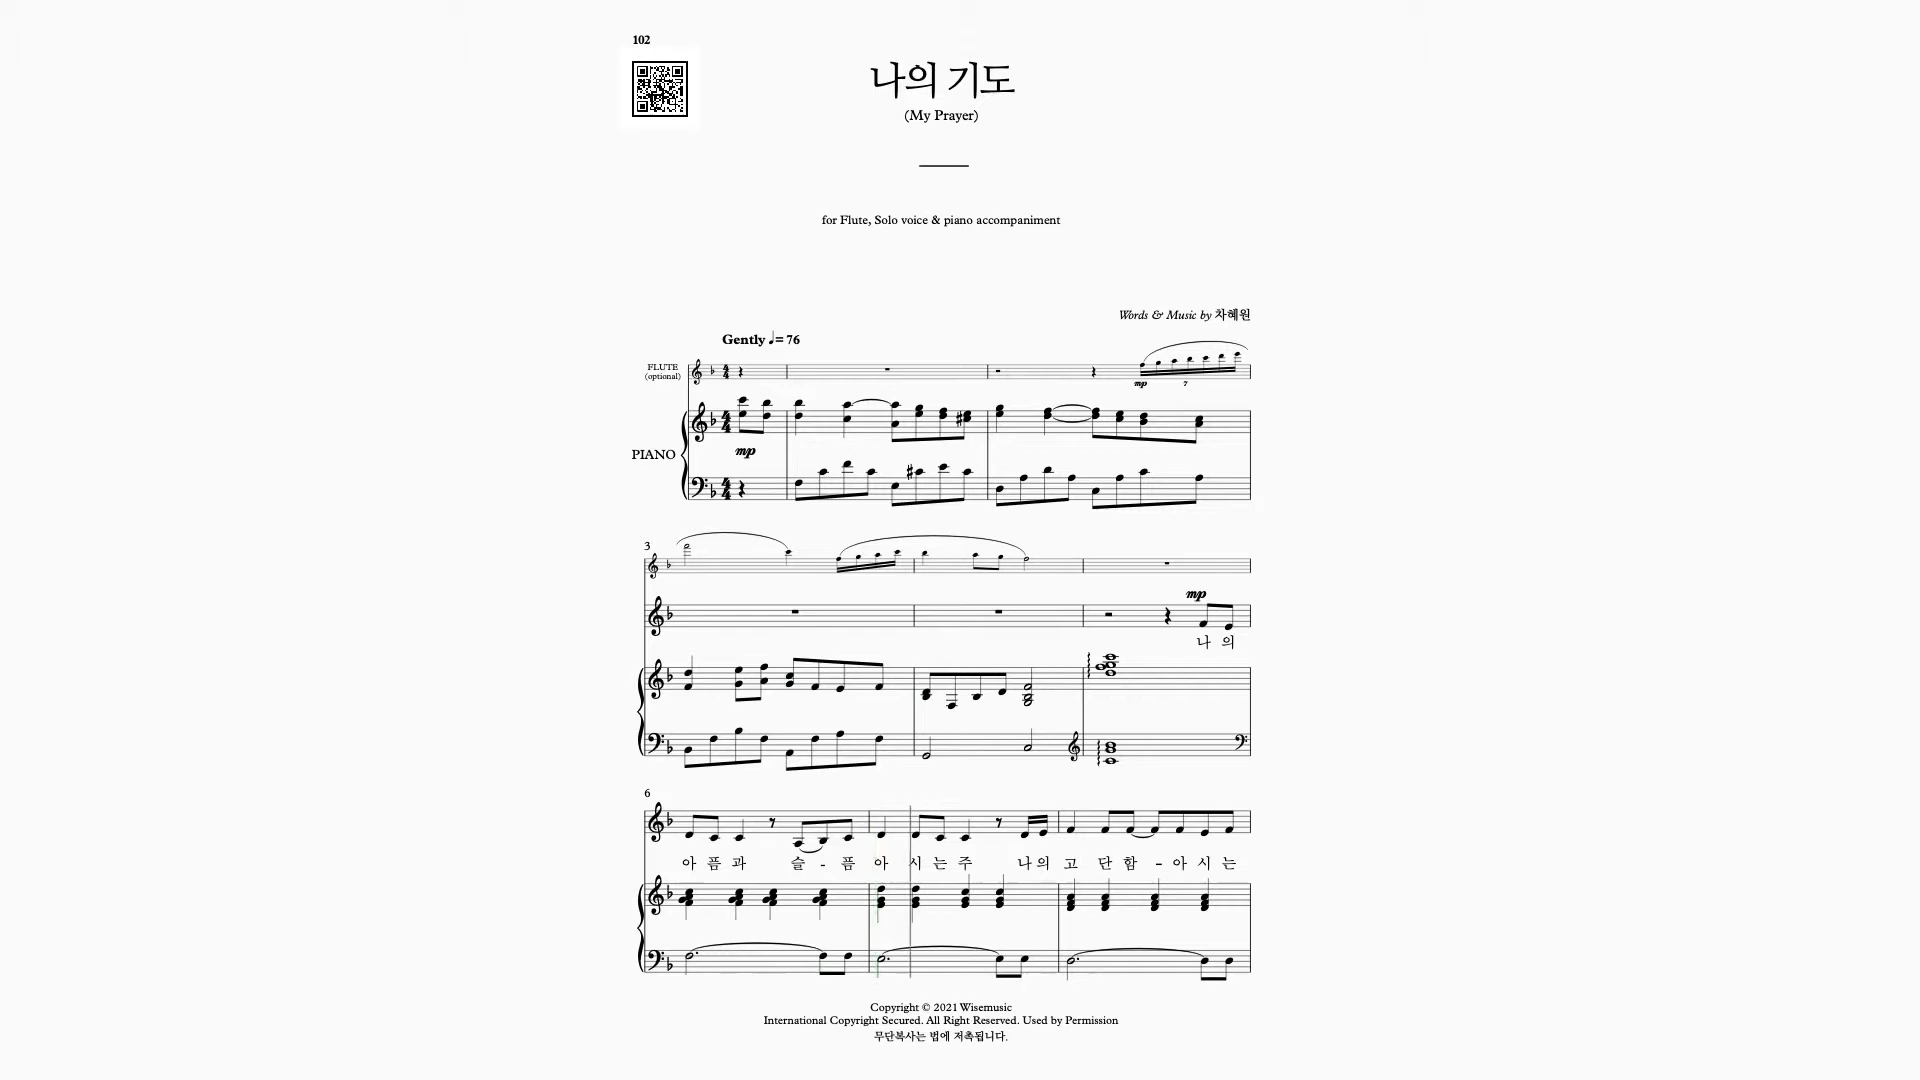 102
나의 기도
(My Prayer)
for Flute, Solo voice & piano accompaniment
Words & Music by 차혜원
Gently ♩= 76
FLUTE
(optional)
mp
7
PIANO
mp
3
mp
나 의
6
아 픔 과 슬 - 픔 아 시 는 주 나 의 고 단 함 - 아 시 는
Copyright © 2021 Wisemusic
International Copyright Secured. All Right Reserved. Used by Permission
무단복사는 법에 저촉됩니다.